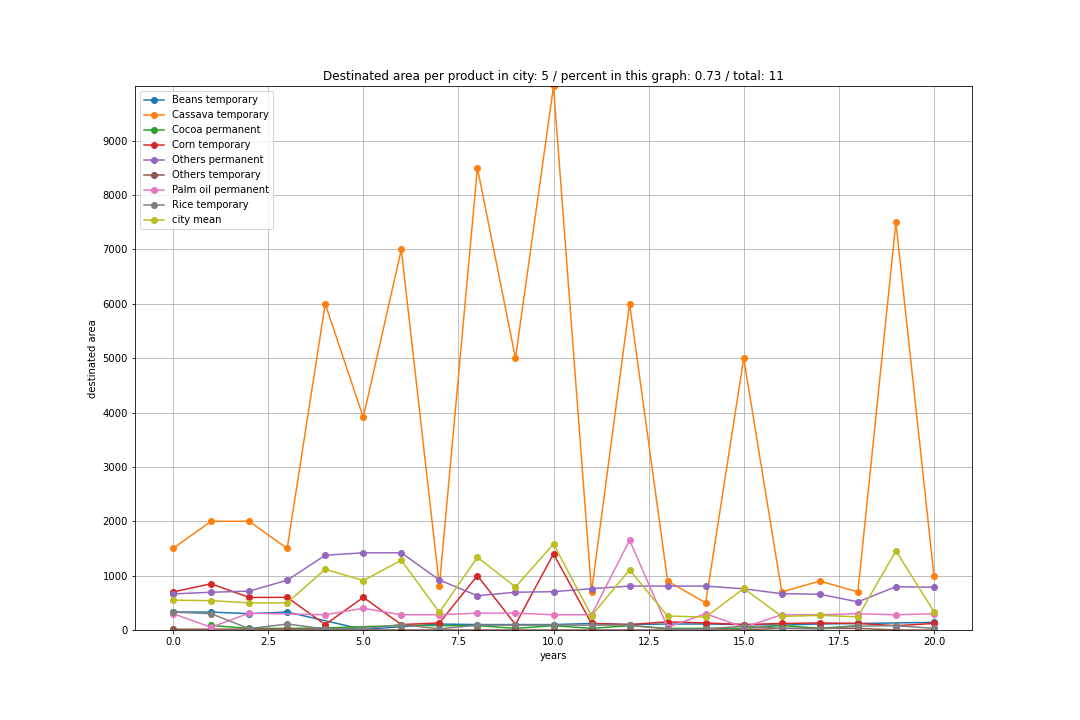 Destinated area per product in city: 5 / percent in this graph: 0.73 / total: 11
Beans temporary
Cassava temporary
Cocoa permanent
Corn temporary
Others permanent
Others temporary
Palm oil permanent
Rice temporary
city mean
9000
8000
7000
6000
5000
4000
3000
2000
1000
0
destinated area
0.0 2.5 5.0 7.5 10.0 12.5 15.0 17.5 20.0
years